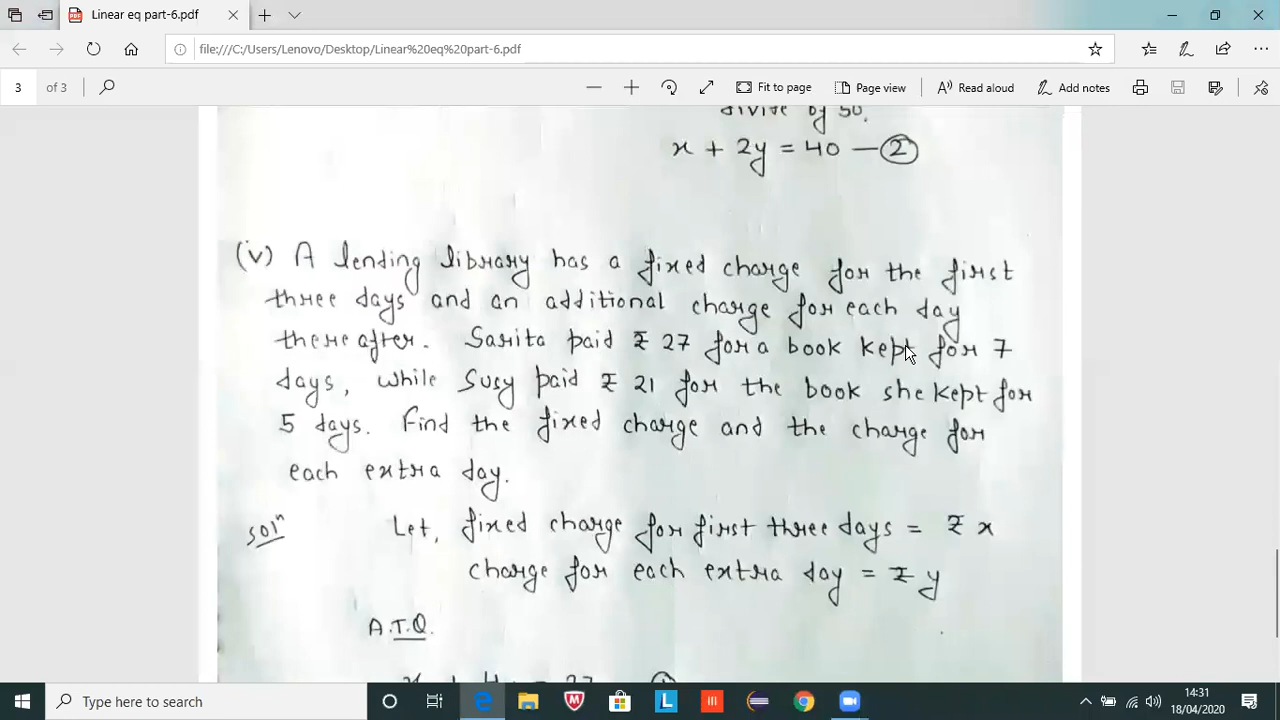 Linear eq part-6.pdf
file:///C:/Users/Lenovo/Desktop/Linear%20eq%20part-6.pdf
3 of 3
Fit to page
Page view
Read aloud
Add notes
divide by 50.
x + 2y = 40 — ②
(v) A lending library has a fixed charge for the first
three days and an additional charge for each day
there after. Sarita paid ₹ 27 for a book kept for 7
days, while Susy paid ₹ 21 for the book she kept for
5 days. Find the fixed charge and the charge for
each extra day.
Solⁿ Let, fixed charge for first three days = ₹ x
charge for each extra day = ₹ y
A.T.Q.
Type here to search
14:31
18/04/2020